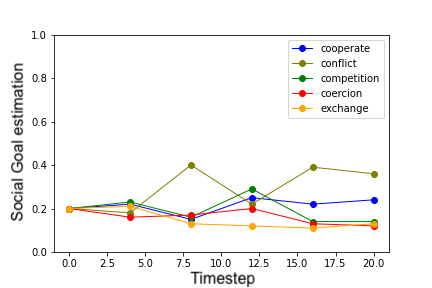 1.0
0.8
0.6
0.4
0.2
0.0
Social Goal estimation
cooperate
conflict
competition
coercion
exchange
0.0 2.5 5.0 7.5 10.0 12.5 15.0 17.5 20.0
Timestep